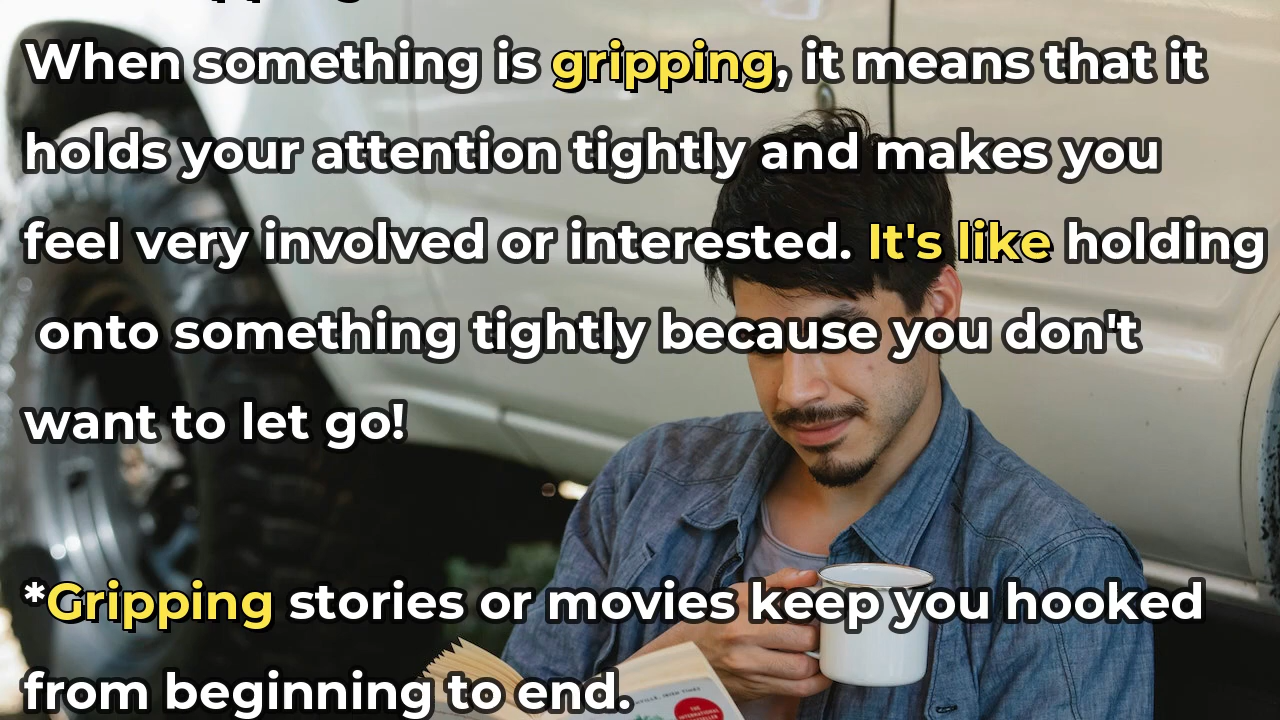 When something is gripping, it means that it
holds your attention tightly and makes you
feel very involved or interested. It's like holding
onto something tightly because you don't
want to let go!
*Gripping stories or movies keep you hooked
from beginning to end.
THE
INTERNATIONAL